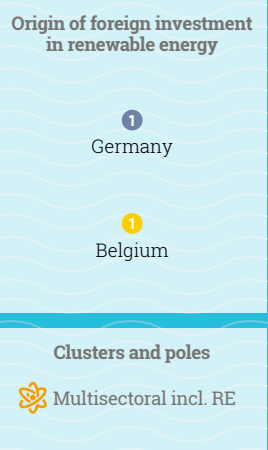 Origin of foreign investment
in renewable energy
1
Germany
1
Belgium
Clusters and poles
Multisectoral incl. RE